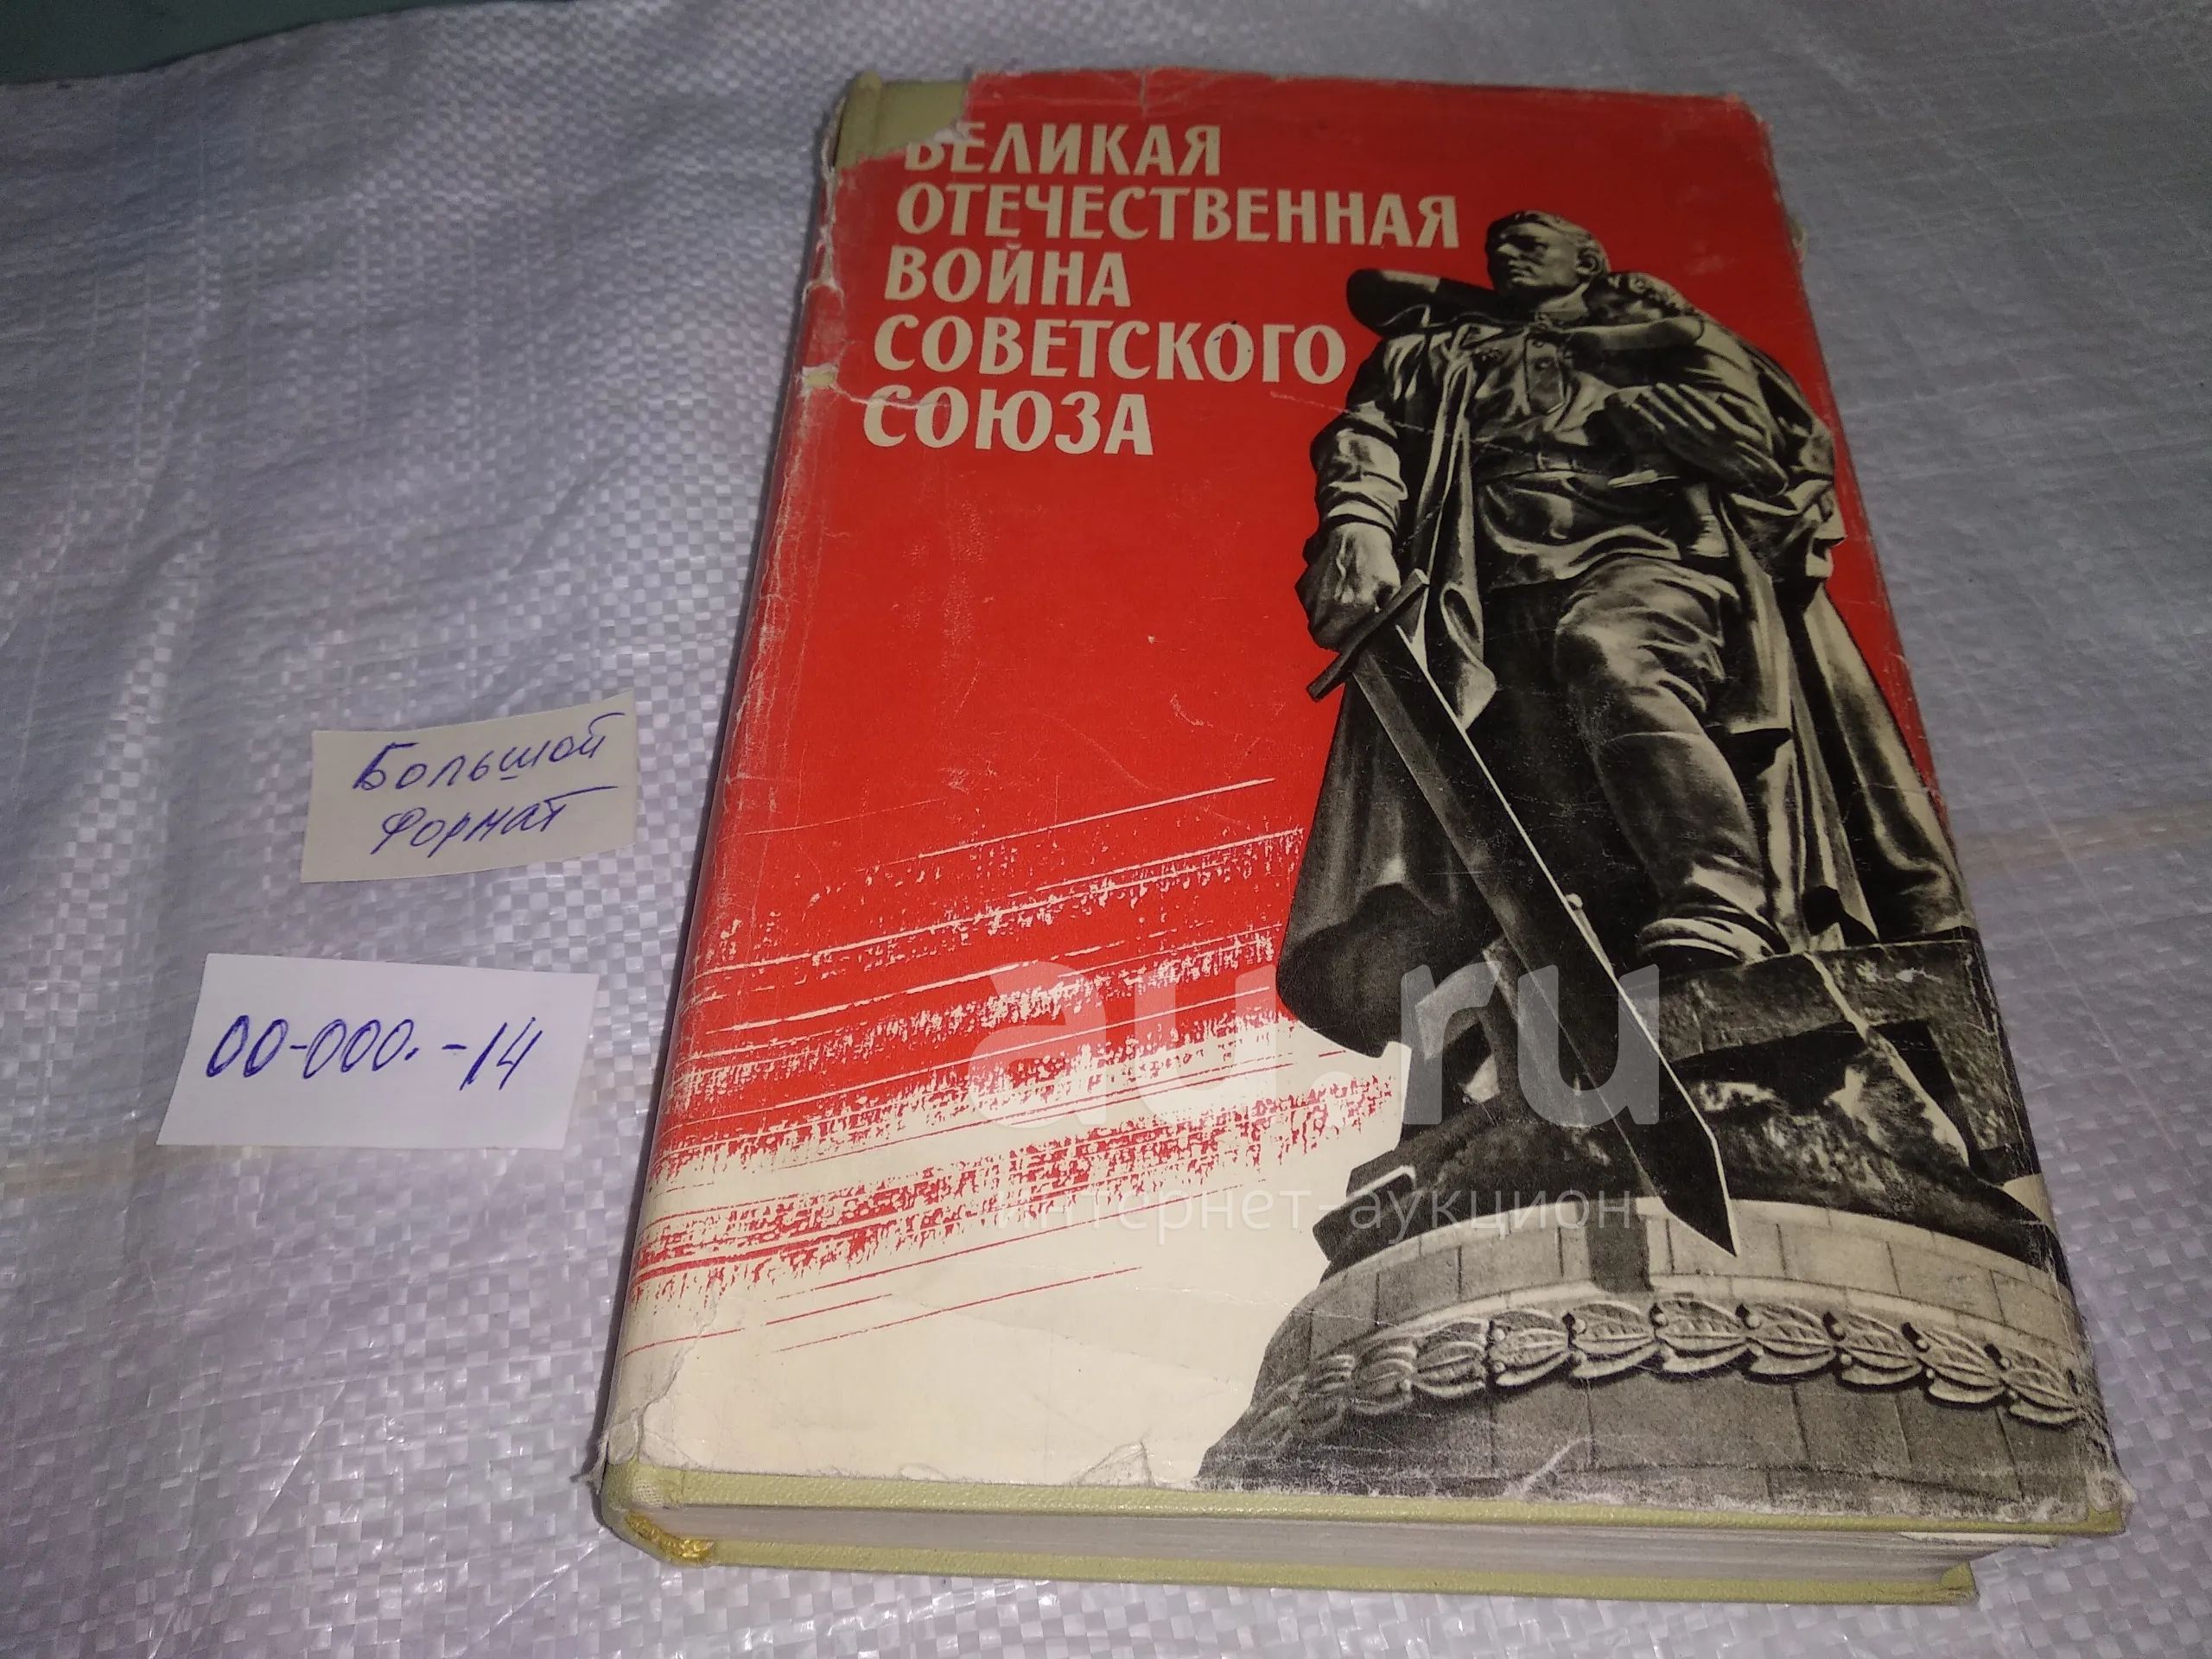 ВЕЛИКАЯ
ОТЕЧЕСТВЕННАЯ
ВОЙНА
СОВЕТСКОГО
СОЮЗА
Большой
формат
00-000.-14
au.ru
интернет-аукцион